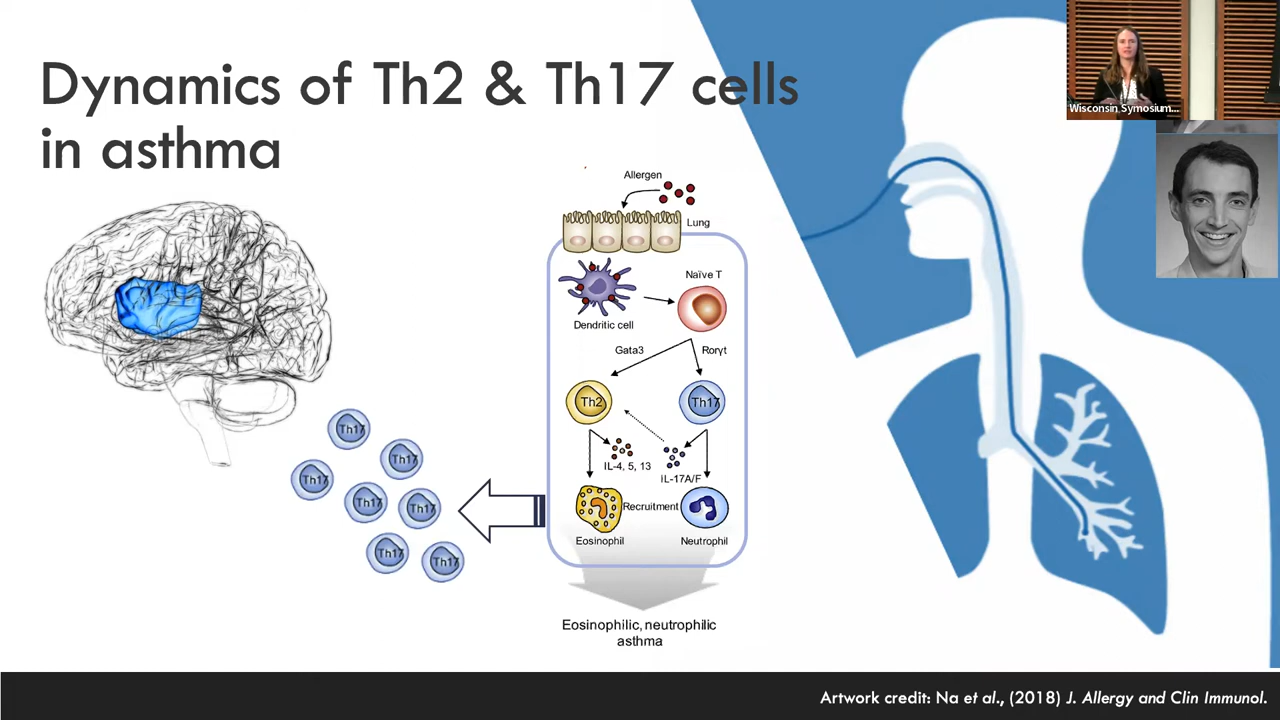 Dynamics of Th2 & Th17 cells
in asthma
Wisconsin Symosium...
Allergen
Lung
Naïve T
Dendritic cell
Gata3
Rorγt
Th2
Th17
IL-4, 5, 13
IL-17A/F
Recruitment
Eosinophil
Neutrophil
Th17
Th17
Th17
Th17
Th17
Th17
Th17
Eosinophilic, neutrophilic
asthma
Artwork credit: Na et al., (2018) J. Allergy and Clin Immunol.